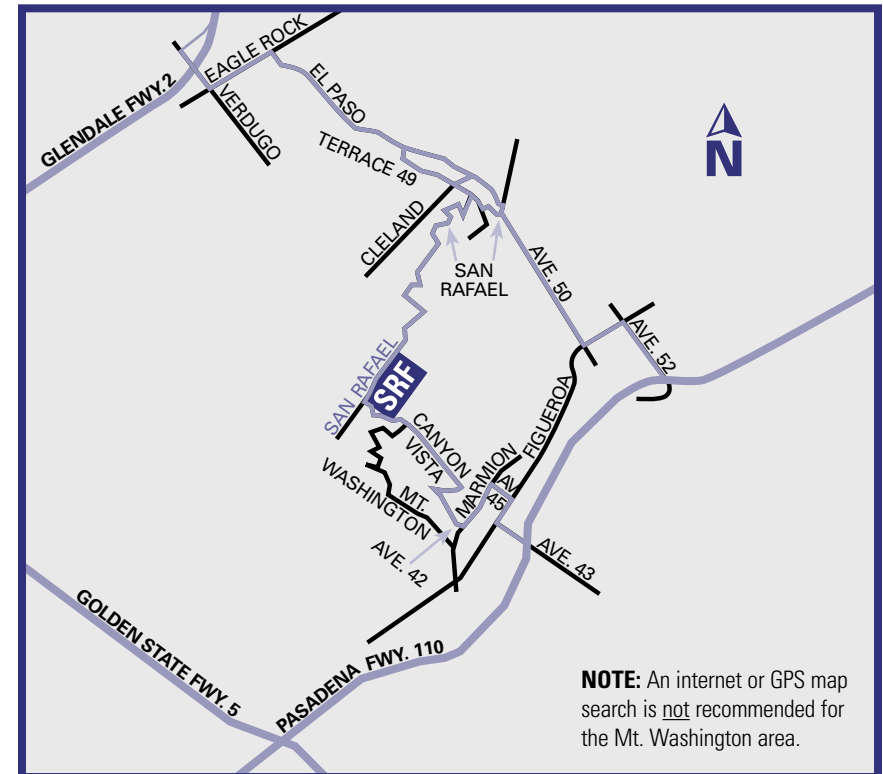 GLENDALE FWY.2
EAGLE ROCK
VERDUGO
EL PASO
TERRACE 49
CLELAND
N
SAN
RAFAEL
AVE. 50
AVE. 52
SAN RAFAEL
SRF
CANYON
VISTA
MARMION
FIGUEROA
AV.
45
MT.
WASHINGTON
AVE. 42
AVE. 43
GOLDEN STATE FWY. 5
PASADENA FWY. 110
NOTE: An internet or GPS map
search is not recommended for
the Mt. Washington area.